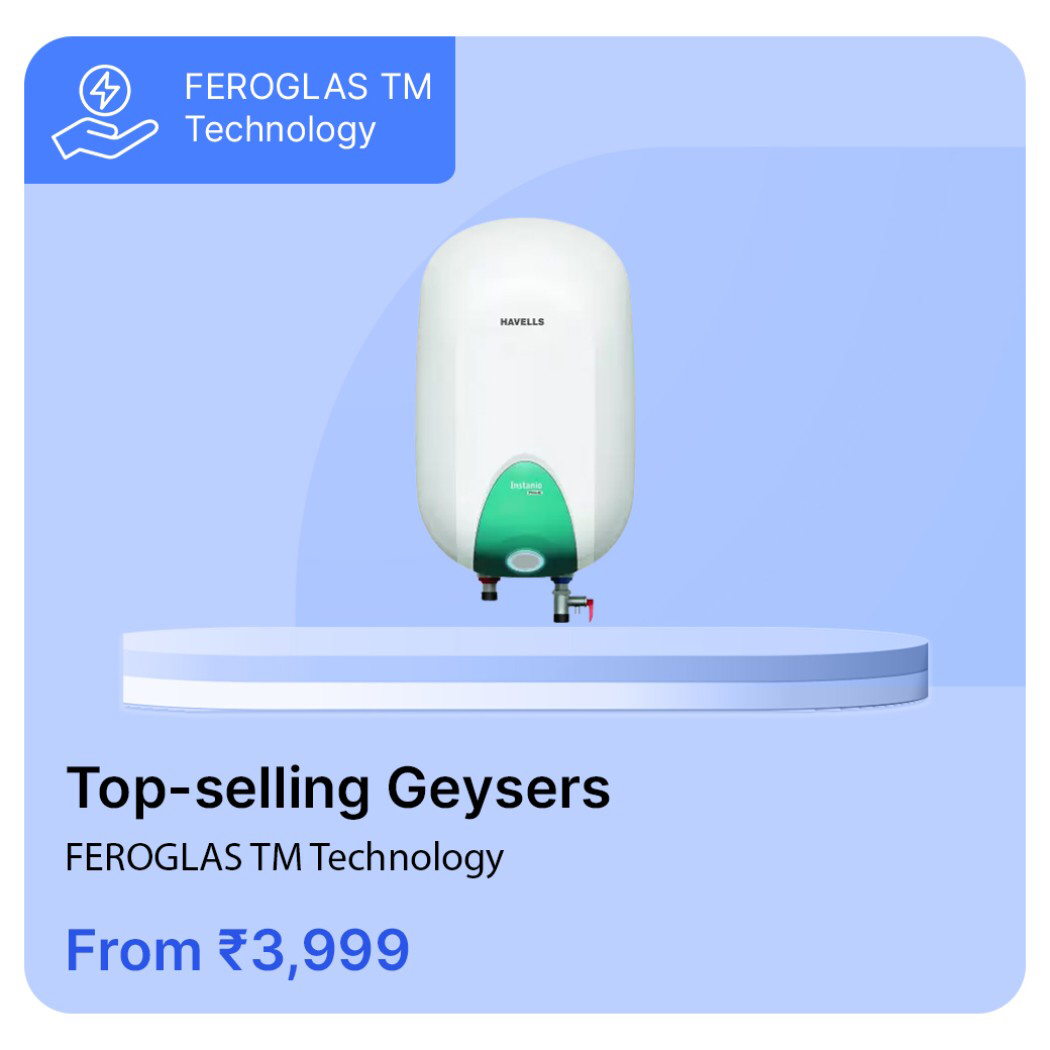 FEROGLAS TM
Technology
HAVELLS
Instanio
Top-selling Geysers
FEROGLAS TM Technology
From ₹3,999